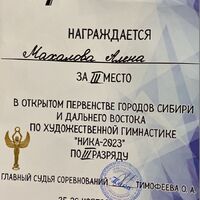 НАГРАЖДАЕТСЯ
Махалова Алена
ЗА III МЕСТО
В ОТКРЫТОМ ПЕРВЕНСТВЕ ГОРОДОВ СИБИРИ
И ДАЛЬНЕГО ВОСТОКА
ПО ХУДОЖЕСТВЕННОЙ ГИМНАСТИКЕ
"НИКА-2023"
ПО III РАЗРЯДУ
ГЛАВНЫЙ СУДЬЯ СОРЕВНОВАНИЙ ТИМОФЕЕВА О. А.